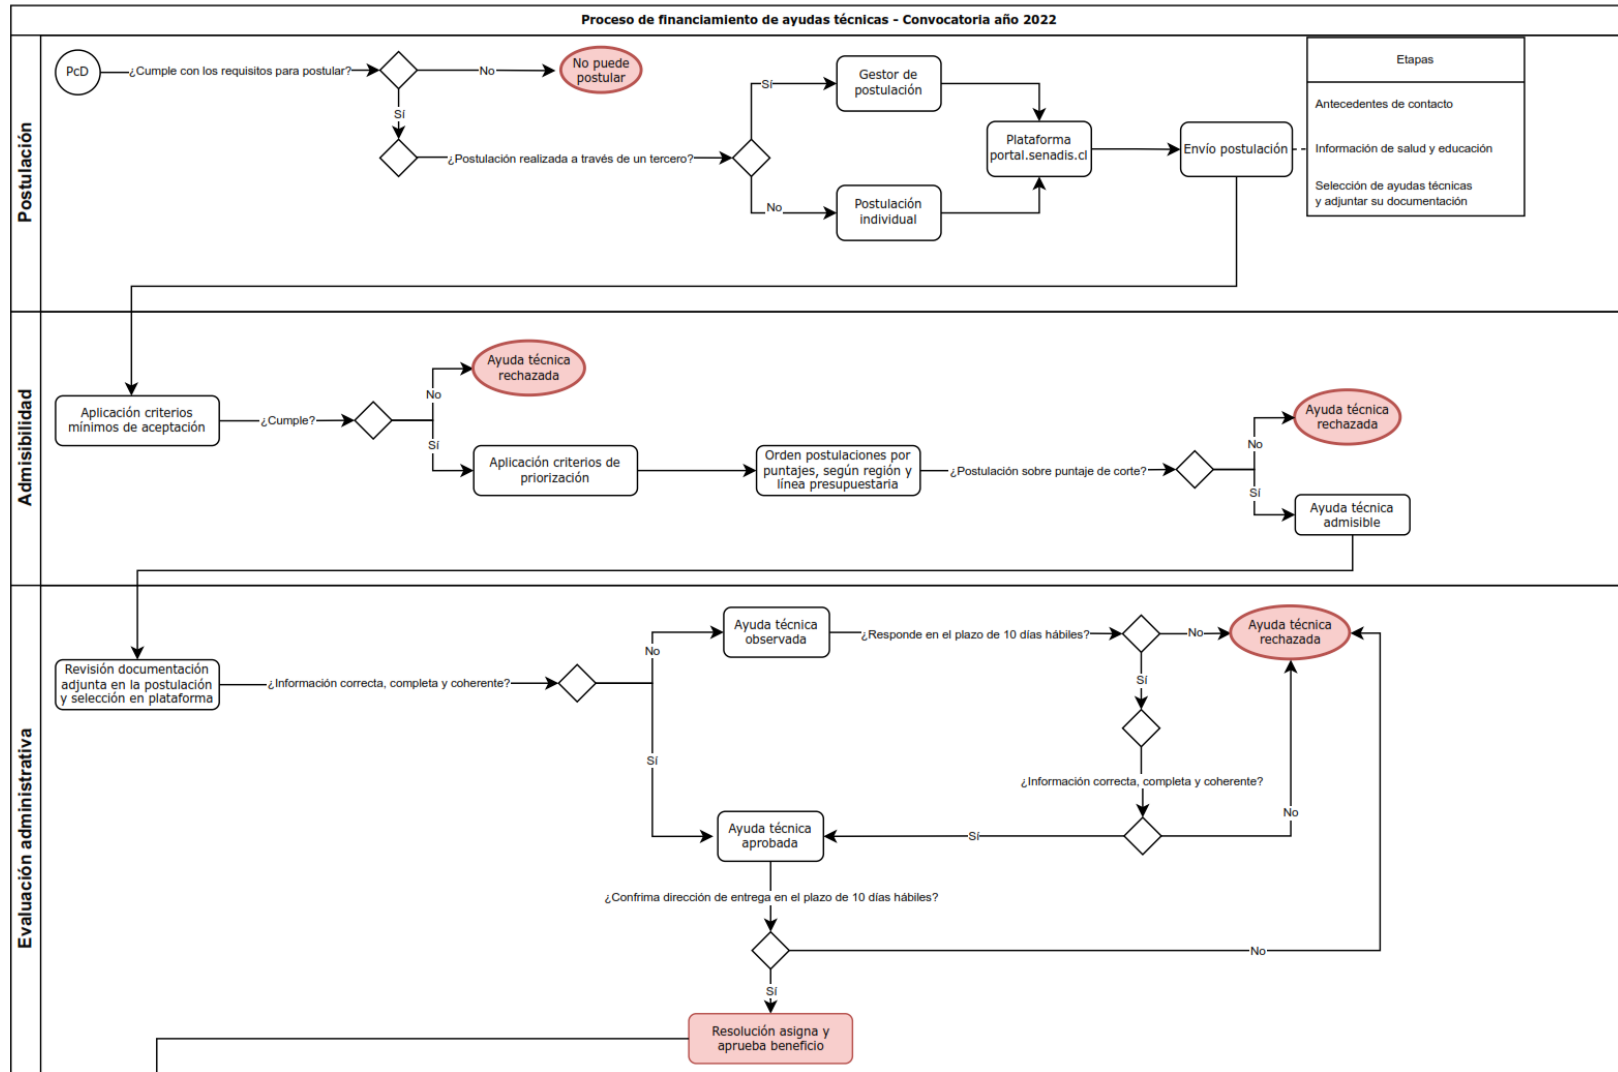 Proceso de financiamiento de ayudas técnicas - Convocatoria año 2022
Postulación
PcD
¿Cumple con los requisitos para postular?
No
No puede
postular
Sí
¿Postulación realizada a través de un tercero?
Sí
Gestor de
postulación
No
Postulación
individual
Plataforma
portal.senadis.cl
Envío postulación
Etapas
Antecedentes de contacto
Información de salud y educación
Selección de ayudas técnicas
y adjuntar su documentación
Admisibilidad
Aplicación criterios
mínimos de aceptación
¿Cumple?
No
Ayuda técnica
rechazada
Sí
Aplicación criterios de
priorización
Orden postulaciones por
puntajes, según región y
línea presupuestaria
¿Postulación sobre puntaje de corte?
No
Ayuda técnica
rechazada
Sí
Ayuda técnica
admisible
Evaluación administrativa
Revisión documentación
adjunta en la postulación
y selección en plataforma
¿Información correcta, completa y coherente?
No
Ayuda técnica
observada
¿Responde en el plazo de 10 días hábiles?
No
Ayuda técnica
rechazada
Sí
¿Información correcta, completa y coherente?
No
Sí
Sí
Ayuda técnica
aprobada
¿Confrima dirección de entrega en el plazo de 10 días hábiles?
No
Sí
Resolución asigna y
aprueba beneficio